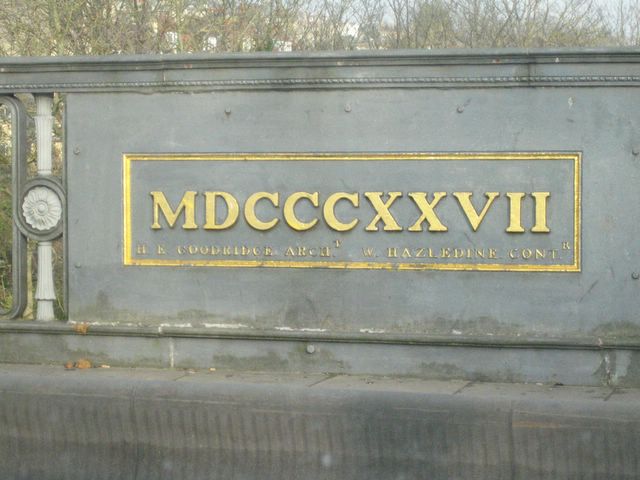 MDCCCXXVII
H. E. GOODRIDGE ARCHT. W. HAZLEDINE CONTR.